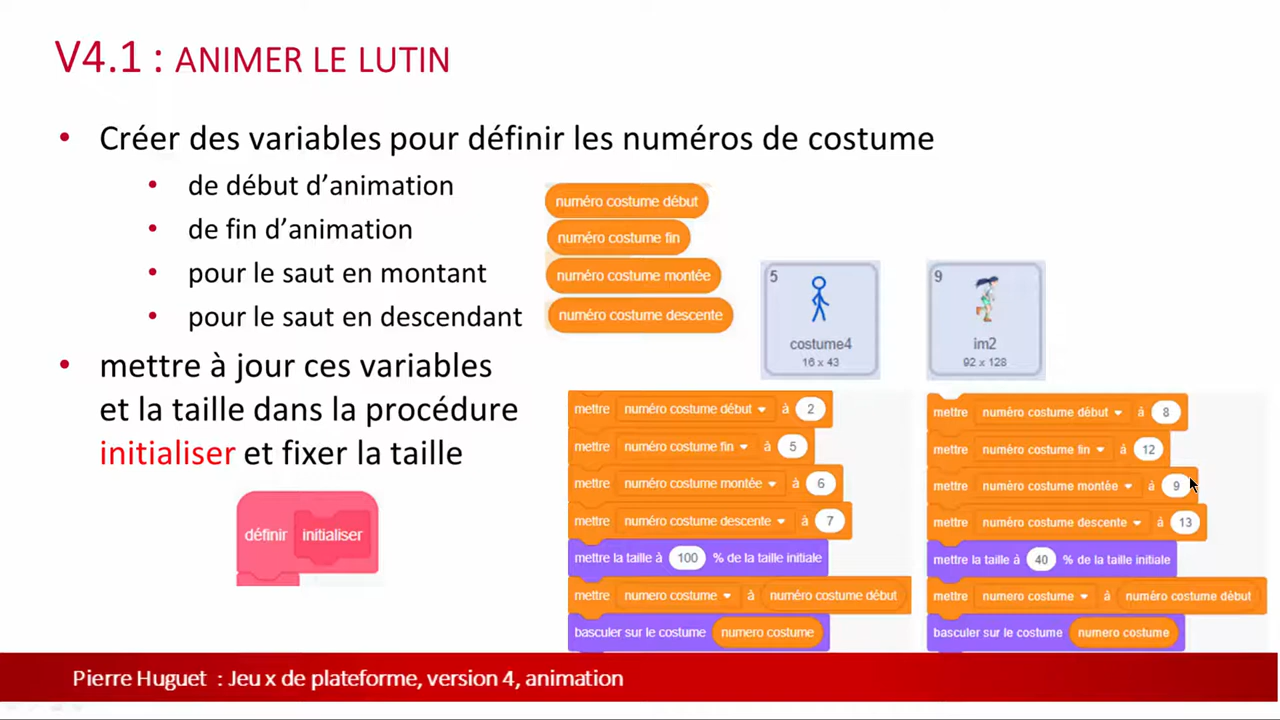 V4.1 : ANIMER LE LUTIN
• Créer des variables pour définir les numéros de costume
• de début d'animation
• de fin d'animation
• pour le saut en montant
• pour le saut en descendant
• mettre à jour ces variables
et la taille dans la procédure
initialiser et fixer la taille
définir initialiser
numéro costume début
numéro costume fin
numéro costume montée
numéro costume descente
5
costume4
16 x 43
9
im2
92 x 128
mettre numéro costume début à 2
mettre numéro costume fin à 5
mettre numéro costume montée à 6
mettre numéro costume descente à 7
mettre la taille à 100 % de la taille initiale
mettre numero costume à numéro costume début
basculer sur le costume numero costume
mettre numéro costume début à 8
mettre numéro costume fin à 12
mettre numéro costume montée à 9
mettre numéro costume descente à 13
mettre la taille à 40 % de la taille initiale
mettre numero costume à numéro costume début
basculer sur le costume numero costume
Pierre Huguet : Jeu x de plateforme, version 4, animation